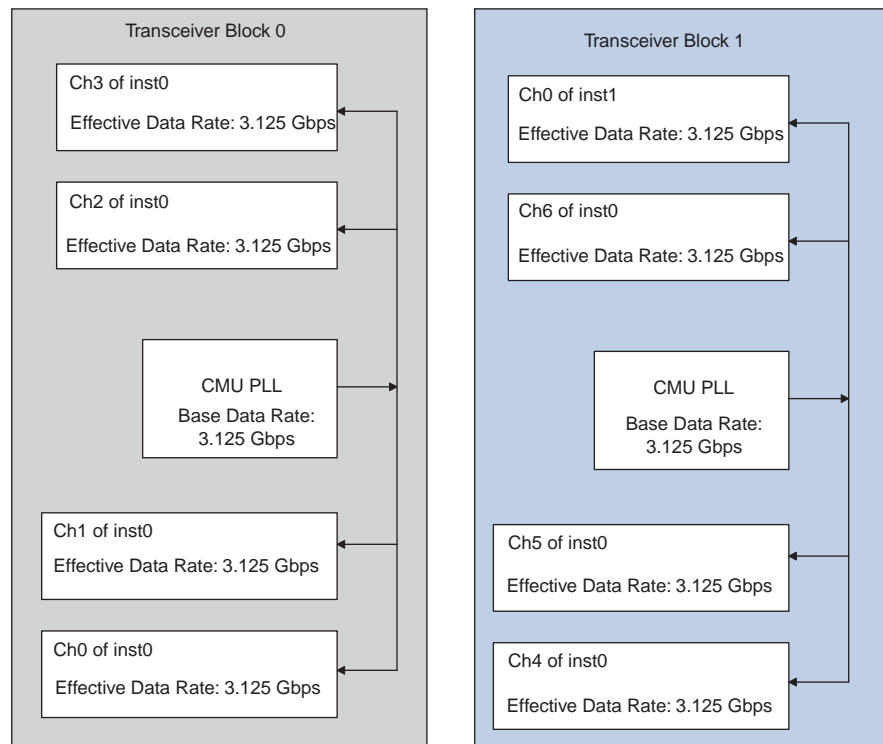 Transceiver Block 0
Ch3 of inst0
Effective Data Rate: 3.125 Gbps
Ch2 of inst0
Effective Data Rate: 3.125 Gbps
CMU PLL
Base Data Rate:
3.125 Gbps
Ch1 of inst0
Effective Data Rate: 3.125 Gbps
Ch0 of inst0
Effective Data Rate: 3.125 Gbps
Transceiver Block 1
Ch0 of inst1
Effective Data Rate: 3.125 Gbps
Ch6 of inst0
Effective Data Rate: 3.125 Gbps
CMU PLL
Base Data Rate:
3.125 Gbps
Ch5 of inst0
Effective Data Rate: 3.125 Gbps
Ch4 of inst0
Effective Data Rate: 3.125 Gbps